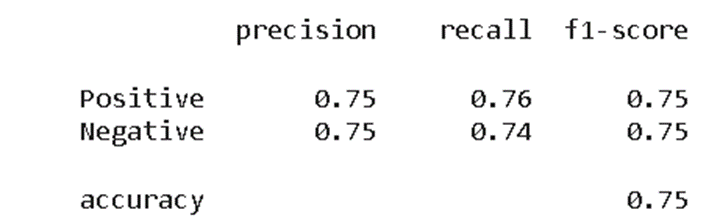 precision recall f1-score
Positive 0.75 0.76 0.75
Negative 0.75 0.74 0.75
accuracy 0.75